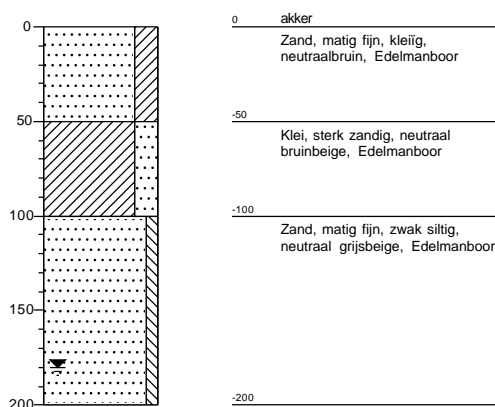 0
50
100
150
200
0 akker
Zand, matig fijn, kleiïg,
neutraalbruin, Edelmanboor
-50
Klei, sterk zandig, neutraal
bruinbeige, Edelmanboor
-100
Zand, matig fijn, zwak siltig,
neutraal grijsbeige, Edelmanboor
-200